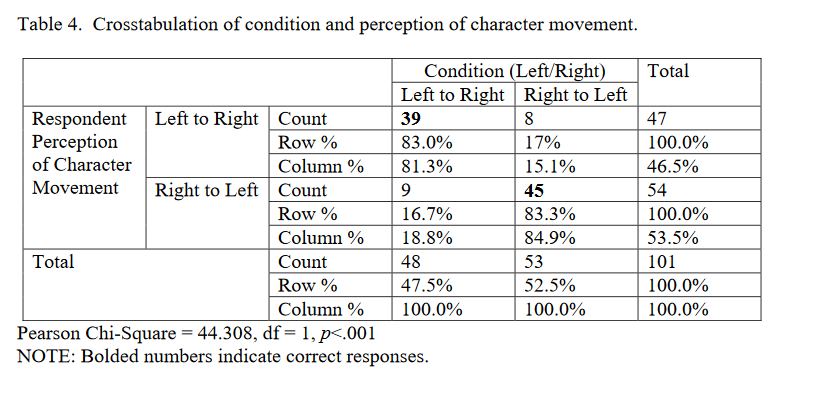 Table 4.  Crosstabulation of condition and perception of character movement.
Condition (Left/Right) Total
Left to Right Right to Left
Respondent Left to Right Count 39 8 47
Perception Row % 83.0% 17% 100.0%
of Character Column % 81.3% 15.1% 46.5%
Movement Right to Left Count 9 45 54
Row % 16.7% 83.3% 100.0%
Column % 18.8% 84.9% 53.5%
Total Count 48 53 101
Row % 47.5% 52.5% 100.0%
Column % 100.0% 100.0% 100.0%
Pearson Chi-Square = 44.308, df = 1, p<.001
NOTE: Bolded numbers indicate correct responses.